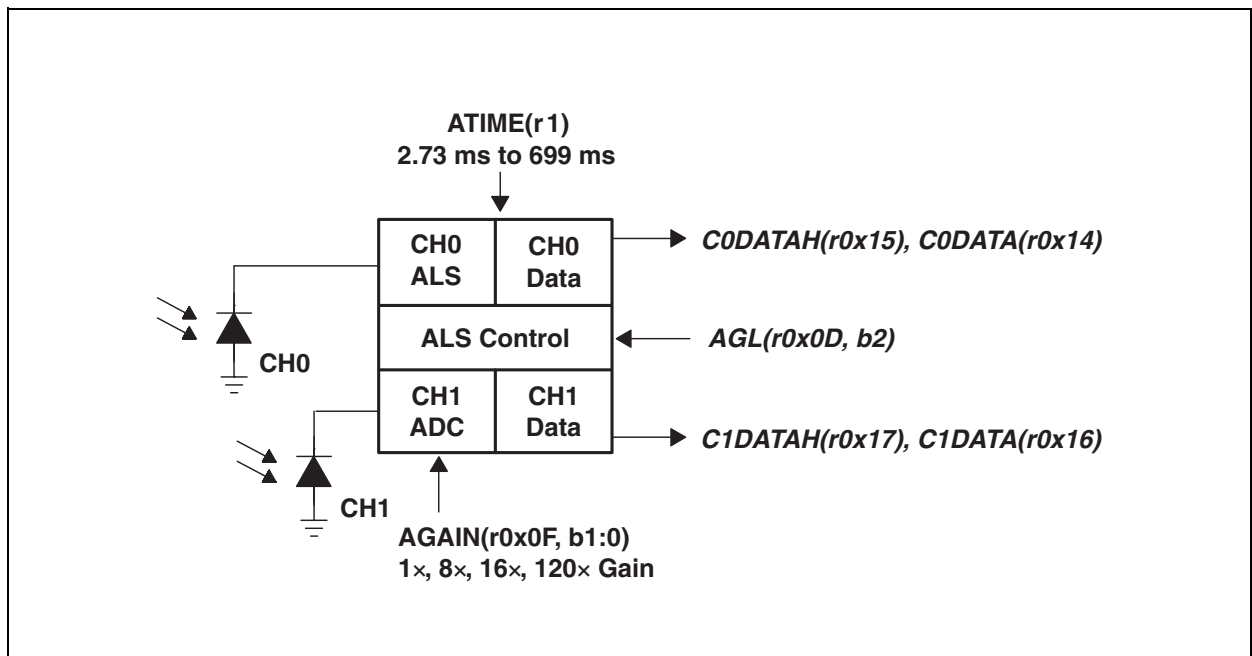 ATIME(r1)
2.73 ms to 699 ms
CH0
ALS
CH0
Data
C0DATAH(r0x15), C0DATA(r0x14)
ALS Control
AGL(r0x0D, b2)
CH0
CH1
ADC
CH1
Data
C1DATAH(r0x17), C1DATA(r0x16)
CH1
AGAIN(r0x0F, b1:0)
1×, 8×, 16×, 120× Gain